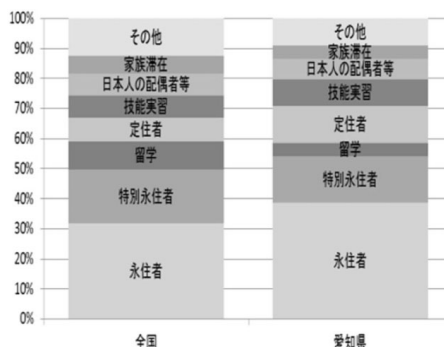 100%
90%
80%
70%
60%
50%
40%
30%
20%
10%
0%
その他
家族滞在
日本人の配偶者等
技能実習
定住者
留学
特別永住者
永住者
全国
その他
家族滞在
日本人の配偶者等
技能実習
定住者
留学
特別永住者
永住者
愛知県